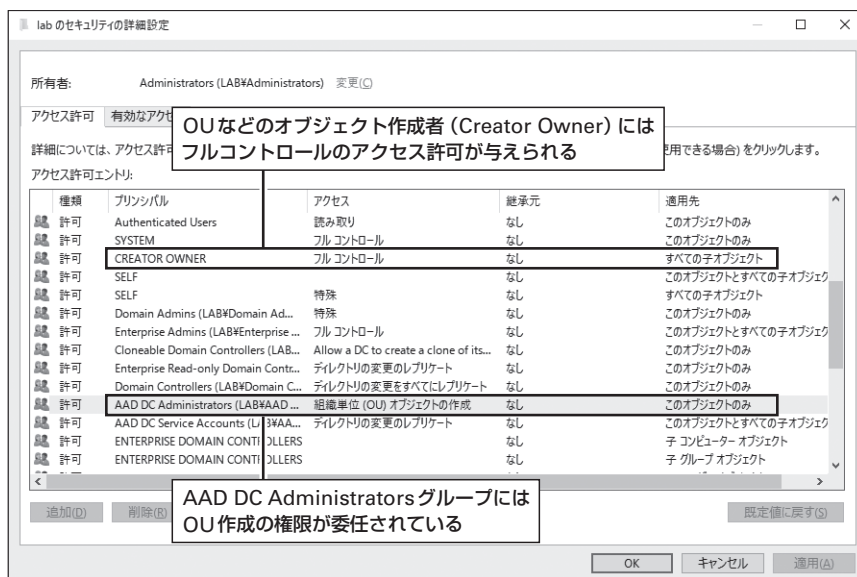 lab のセキュリティの詳細設定
所有者: Administrators (LAB¥Administrators) 変更(C)
アクセス許可 有効なアクセ
OUなどのオブジェクト作成者（Creator Owner）には
フルコントロールのアクセス許可が与えられる
詳細については、アクセス許可 使用できる場合) をクリックします。
アクセス許可エントリ:
種類 プリンシパル アクセス 継承元 適用先
許可 Authenticated Users 読み取り なし このオブジェクトのみ
許可 SYSTEM フル コントロール なし このオブジェクトのみ
許可 CREATOR OWNER フル コントロール なし すべての子オブジェクト
許可 SELF なし このオブジェクトとすべての子オブジェク
許可 SELF 特殊 なし すべての子オブジェクト
許可 Domain Admins (LAB¥Domain Ad... 特殊 なし このオブジェクトのみ
許可 Enterprise Admins (LAB¥Enterprise ... フル コントロール なし このオブジェクトとすべての子オブジェク
許可 Cloneable Domain Controllers (LAB... Allow a DC to create a clone of its... なし このオブジェクトのみ
許可 Enterprise Read-only Domain Contr... ディレクトリの変更のレプリケート なし このオブジェクトのみ
許可 Domain Controllers (LAB¥Domain C... ディレクトリの変更をすべてにレプリケート なし このオブジェクトのみ
許可 AAD DC Administrators (LAB¥AAD ... 組織単位 (OU) オブジェクトの作成 なし このオブジェクトのみ
許可 AAD DC Service Accounts (L ¥AA... ディレクトリの変更のレプリケート なし このオブジェクトとすべての子オブジェク
許可 ENTERPRISE DOMAIN CONT OLLERS なし 子 コンピューター オブジェクト
許可 ENTERPRISE DOMAIN CONT OLLERS なし 子 グループ オブジェクト
AAD DC Administratorsグループには
OU作成の権限が委任されている
追加(D) 削除(R) 既定値に戻す(S)
OK キャンセル 適用(A)